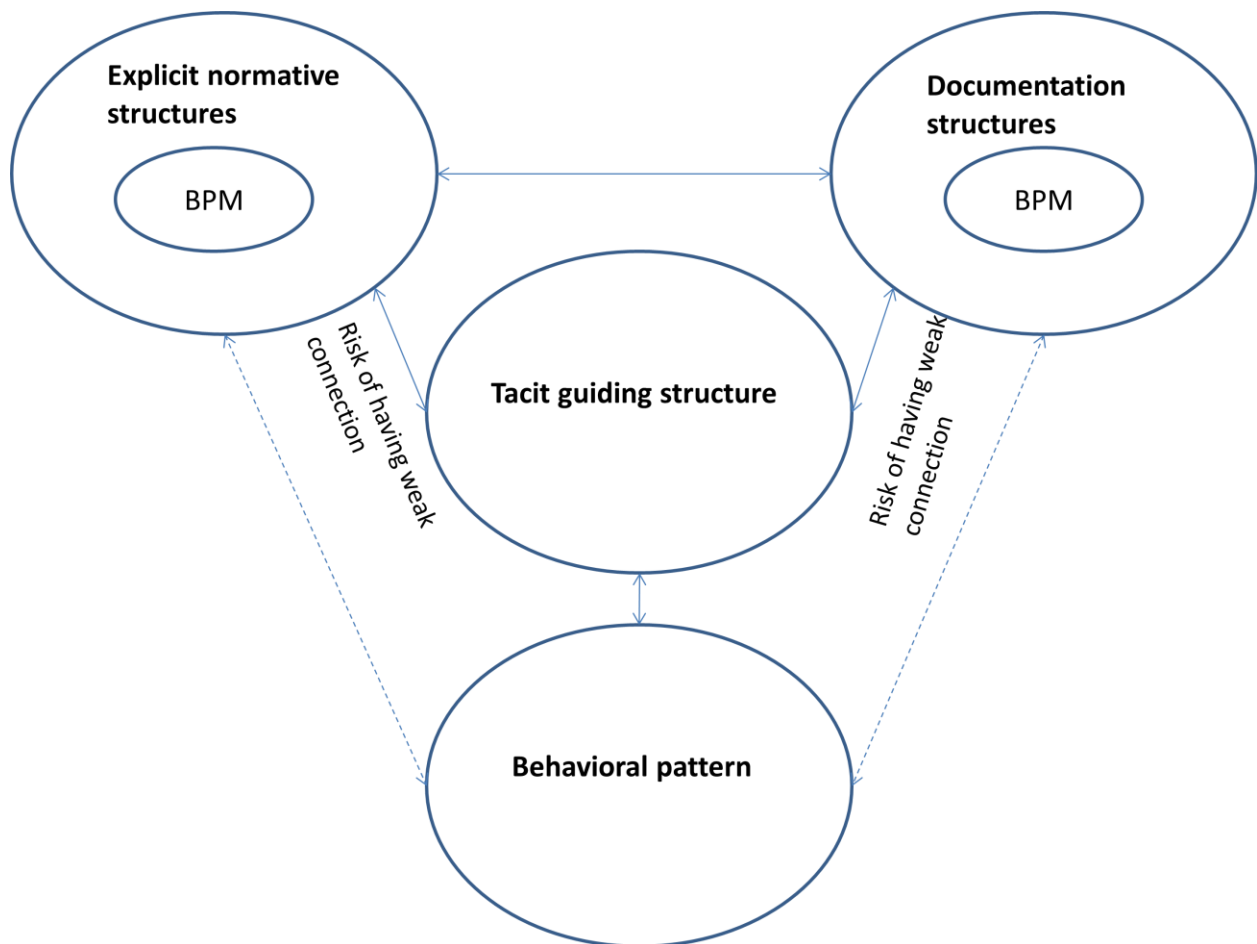 Explicit normative
structures
BPM
Documentation
structures
BPM
Risk of having weak
connection
Tacit guiding structure
Risk of having weak
connection
Behavioral pattern